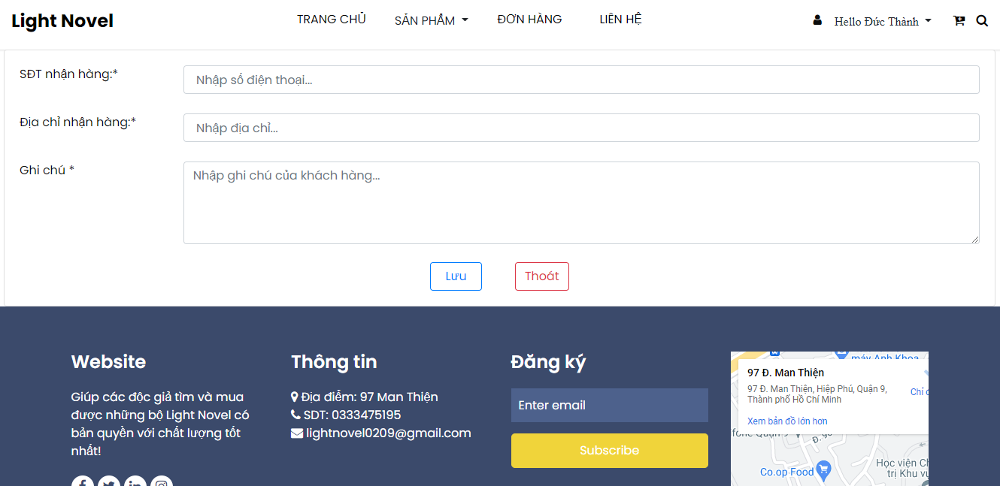 Light Novel
TRANG CHỦ
SẢN PHẨM
ĐƠN HÀNG
LIÊN HỆ
Hello Đức Thành
SĐT nhận hàng:*
Nhập số điện thoại...
Địa chỉ nhận hàng:*
Nhập địa chỉ...
Ghi chú *
Nhập ghi chú của khách hàng...
Lưu
Thoát
Website
Giúp các độc giả tìm và mua
được những bộ Light Novel có
bản quyền với chất lượng tốt
nhất!
Thông tin
Địa điểm: 97 Man Thiện
SDT: 0333475195
lightnovel0209@gmail.com
Đăng ký
Enter email
Subscribe
máy Anh Khoa
97 Đ. Man Thiện
97 Đ. Man Thiện, Hiệp Phú, Quận 9,
Thành phố Hồ Chí Minh
Chỉ
Xem bản đồ lớn hơn
Quận 9
Co.op Food
Học viện
trị Khu